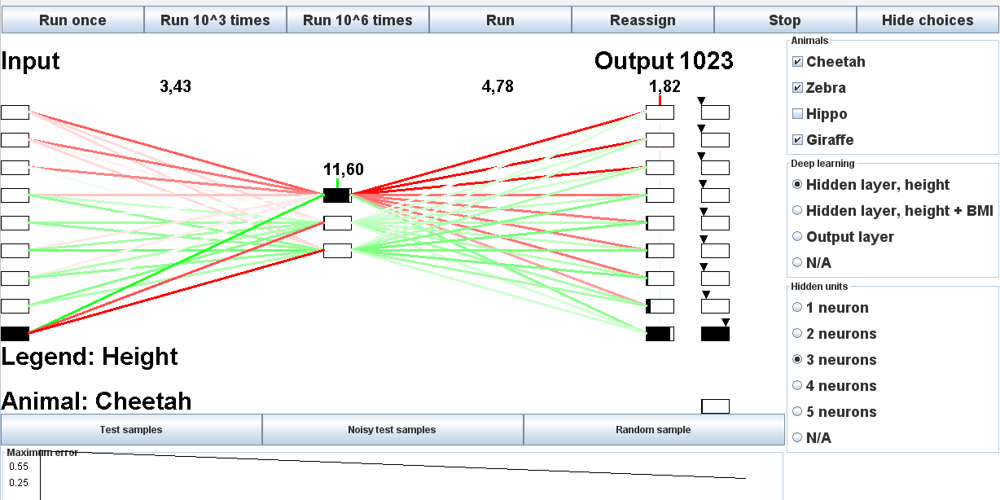 Run once Run 10^3 times Run 10^6 times Run Reassign Stop Hide choices
Input
Output 1023
3,43
4,78
1,82
11,60
Legend: Height
Animal: Cheetah
Test samples Noisy test samples Random sample
Maximum error
0.55
0.25
Animals
Cheetah
Zebra
Hippo
Giraffe
Deep learning
Hidden layer, height
Hidden layer, height + BMI
Output layer
N/A
Hidden units
1 neuron
2 neurons
3 neurons
4 neurons
5 neurons
N/A